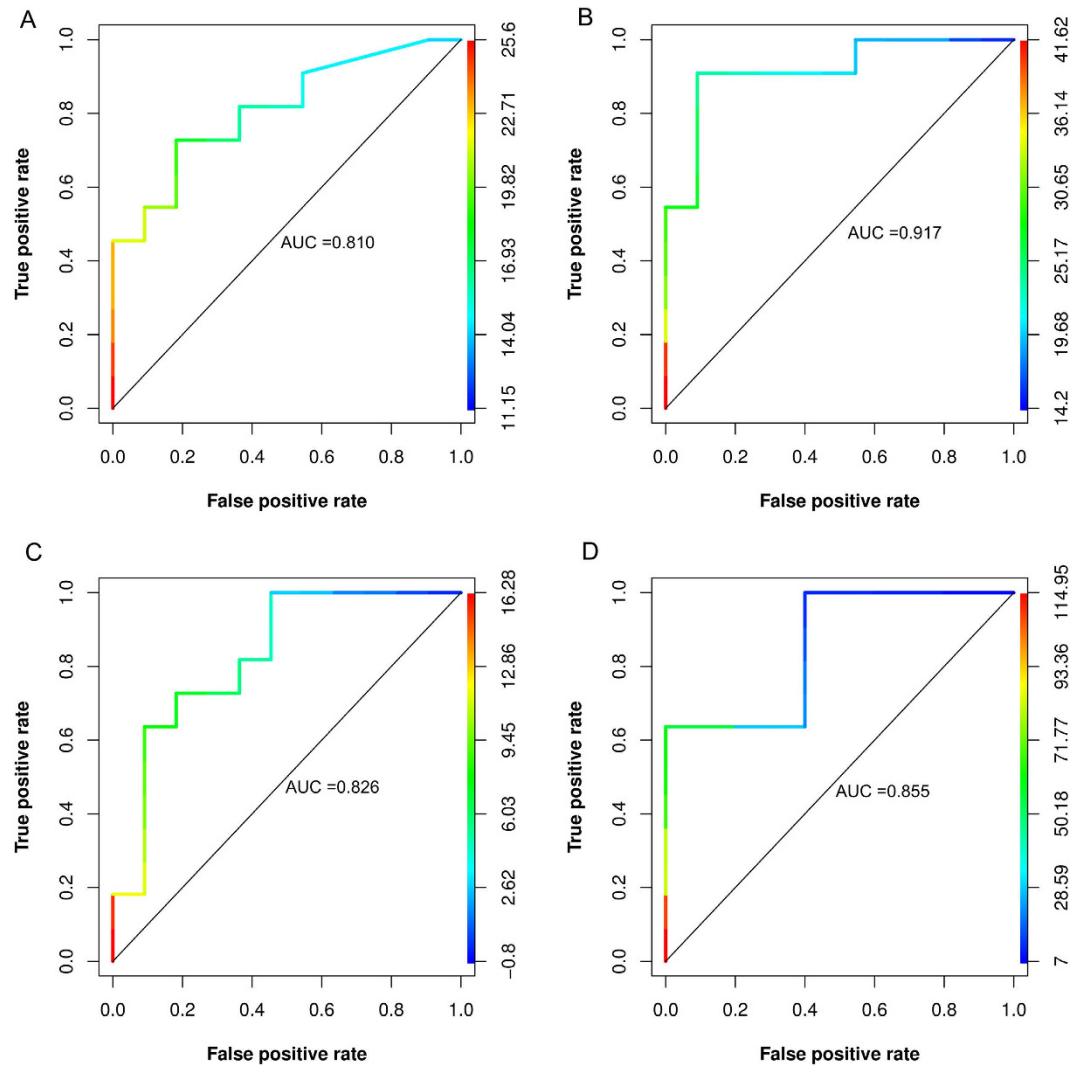 A
True positive rate
0.0 0.2 0.4 0.6 0.8 1.0
AUC =0.810
11.15 14.04 16.93 19.82 22.71 25.6
0.0 0.2 0.4 0.6 0.8 1.0
False positive rate
B
True positive rate
0.0 0.2 0.4 0.6 0.8 1.0
AUC =0.917
14.2 19.68 25.17 30.65 36.14 41.62
0.0 0.2 0.4 0.6 0.8 1.0
False positive rate
C
True positive rate
0.0 0.2 0.4 0.6 0.8 1.0
AUC =0.826
−0.8 2.62 6.03 9.45 12.86 16.28
0.0 0.2 0.4 0.6 0.8 1.0
False positive rate
D
True positive rate
0.0 0.2 0.4 0.6 0.8 1.0
AUC =0.855
7 28.59 50.18 71.77 93.36 114.95
0.0 0.2 0.4 0.6 0.8 1.0
False positive rate